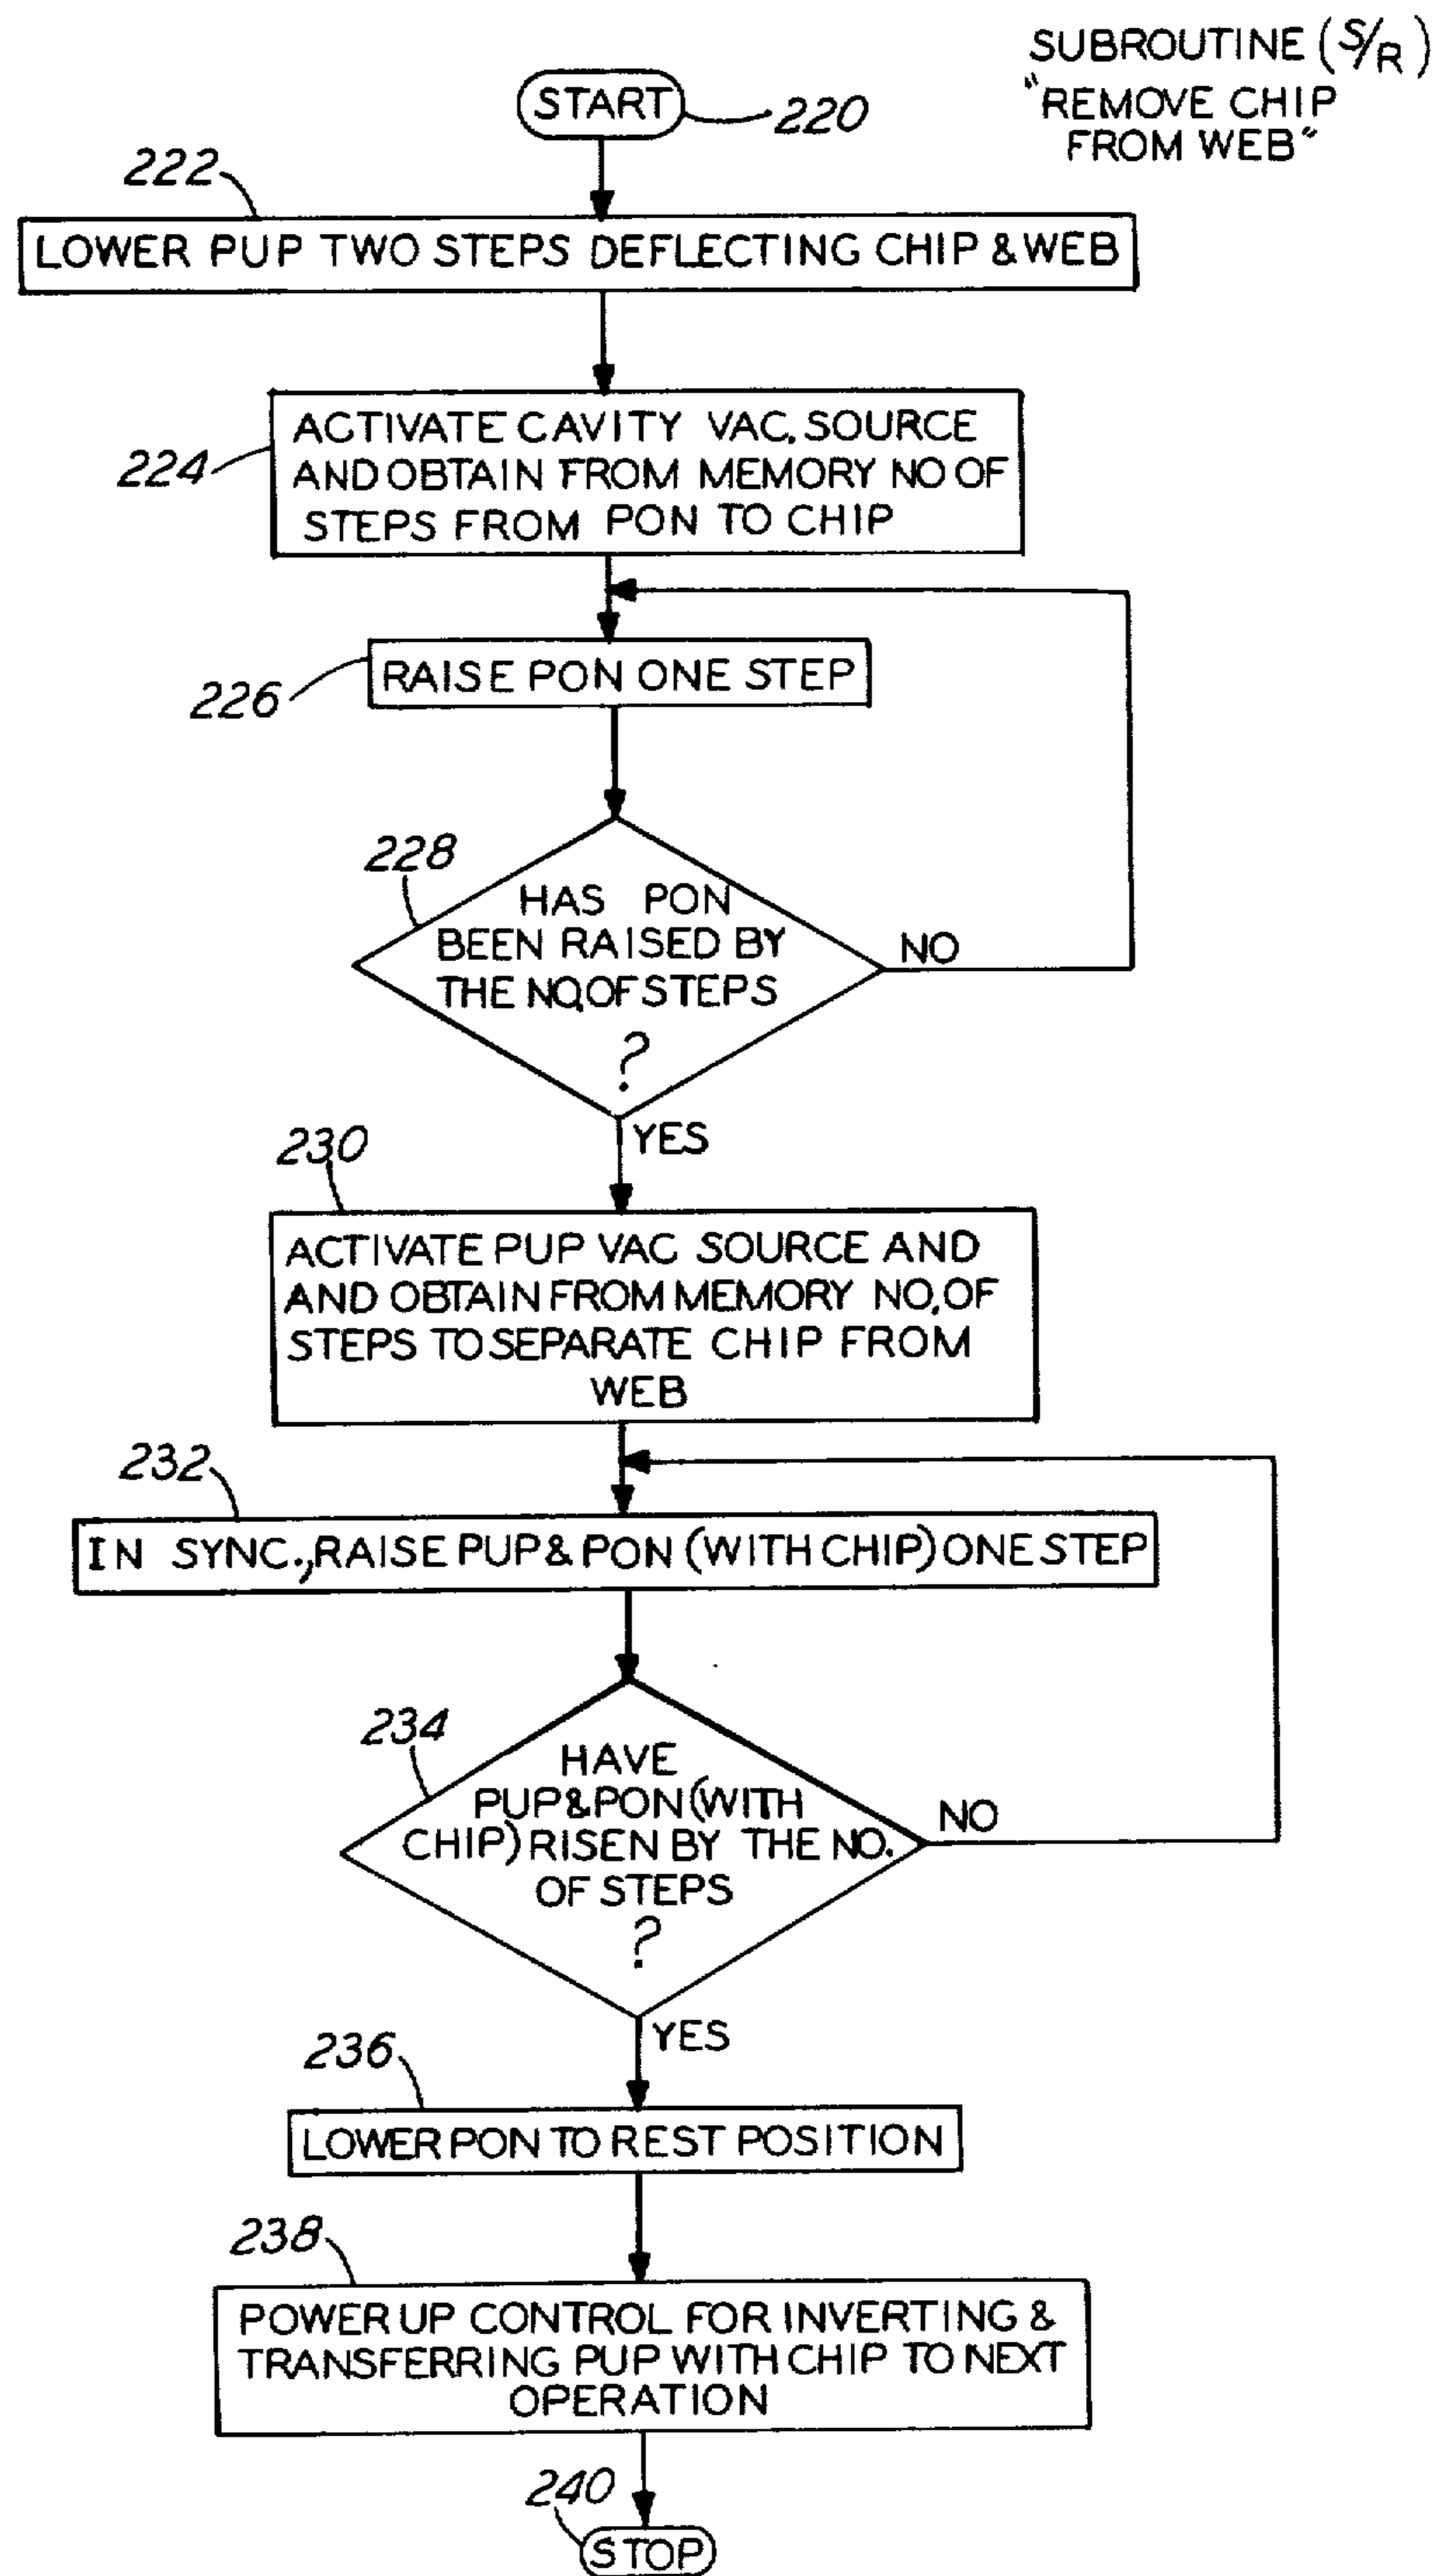 SUBROUTINE (S/R)
"REMOVE CHIP
FROM WEB"
START
220
222
LOWER PUP TWO STEPS DEFLECTING CHIP & WEB
224
ACTIVATE CAVITY VAC. SOURCE
AND OBTAIN FROM MEMORY NO OF
STEPS FROM PON TO CHIP
226
RAISE PON ONE STEP
228
HAS PON
BEEN RAISED BY
THE NO. OF STEPS
?
NO
YES
230
ACTIVATE PUP VAC SOURCE AND
AND OBTAIN FROM MEMORY NO. OF
STEPS TO SEPARATE CHIP FROM
WEB
232
IN SYNC., RAISE PUP & PON (WITH CHIP) ONE STEP
234
HAVE
PUP & PON (WITH
CHIP) RISEN BY THE NO.
OF STEPS
?
NO
YES
236
LOWER PON TO REST POSITION
238
POWER UP CONTROL FOR INVERTING &
TRANSFERRING PUP WITH CHIP TO NEXT
OPERATION
240
STOP